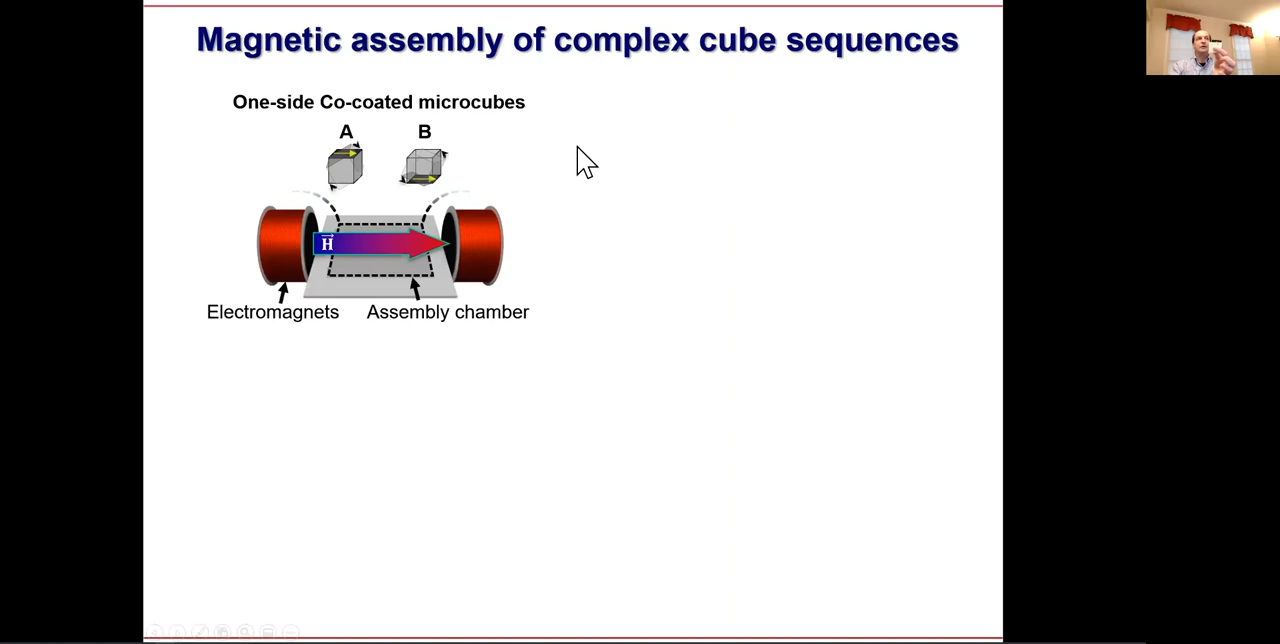 Magnetic assembly of complex cube sequences
One-side Co-coated microcubes
A B
H
Electromagnets Assembly chamber